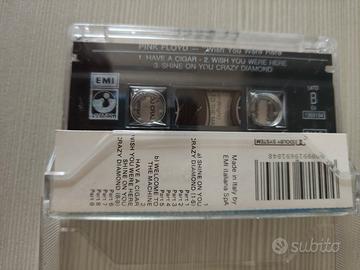 PINK FLOYD — Wish You Were Here
1. HAVE A CIGAR - 2. WISH YOU WERE HERE
3. SHINE ON YOU CRAZY DIAMOND
EMI
B
DOLBY SYSTEM
Made in Italy by
EMI Italiana SpA
a) SHINE ON YOU
CRAZY DIAMOND (1-5)
Part 1
Part 2
Part 3
Part 4
Part 5
b) WELCOME TO
THE MACHINE
HAVE A CIGAR
WISH YOU WERE HERE
SHINE ON YOU
CRAZY DIAMOND (6-9)
Part 6
Part 7
Part 8
Part 9
subito